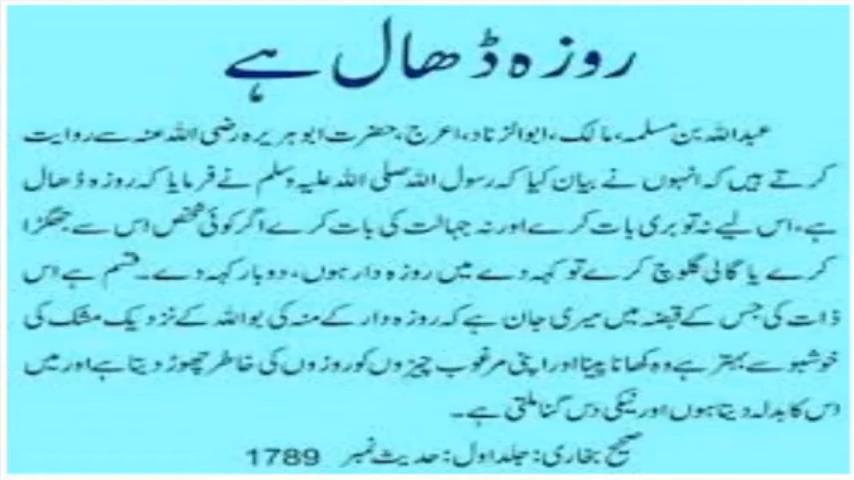 روزہ ڈھال ہے
عبداللہ بن مسلمہ، مالک، ابوالزناد، اعرج، حضرت ابوہریرہ رضی اللہ عنہ سے روایت
کرتے ہیں کہ انہوں نے بیان کیا کہ رسول اللہ صلی اللہ علیہ وسلم نے فرمایا کہ روزہ ڈھال
ہے، اس لیے نہ تو بری بات کرے اور نہ جہالت کی بات کرے اگر کوئی شخص اس سے جھگڑا
کرے یا گالی گلوچ کرے تو کہہ دے میں روزہ دار ہوں، دو بار کہہ دے۔ قسم ہے اس
ذات کی جس کے قبضہ میں میری جان ہے کہ روزہ دار کے منہ کی بو اللہ کے نزدیک مشک کی
خوشبو سے بہتر ہے وہ کھانا پینا اور اپنی مرغوب چیزوں کو روزوں کی خاطر چھوڑ دیتا ہے اور میں
اس کا بدلہ دیتا ہوں اور نیکی دس گنا ملتی ہے۔
صحیح بخاری: جلد اول: حدیث نمبر 1789